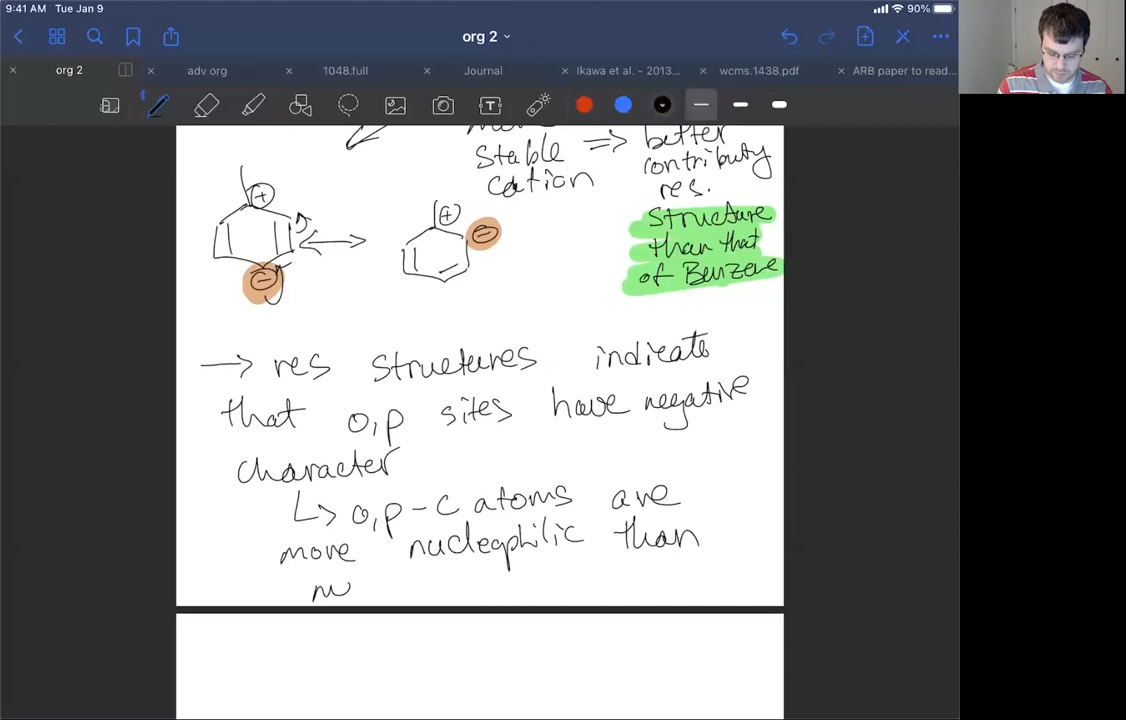 9:41 AM Tue Jan 9
90%
org 2
org 2
adv org
1048.full
Journal
Ikawa et al. - 2013...
wcms.1438.pdf
ARB paper to read...
T
stable ⇒ better
cation contributy
res.
structure
than that
of Benzene
+
+
−
−
→ res structures indicate
that o,p sites have negative
character
↳ o,p-C atoms are
more nucleophilic than